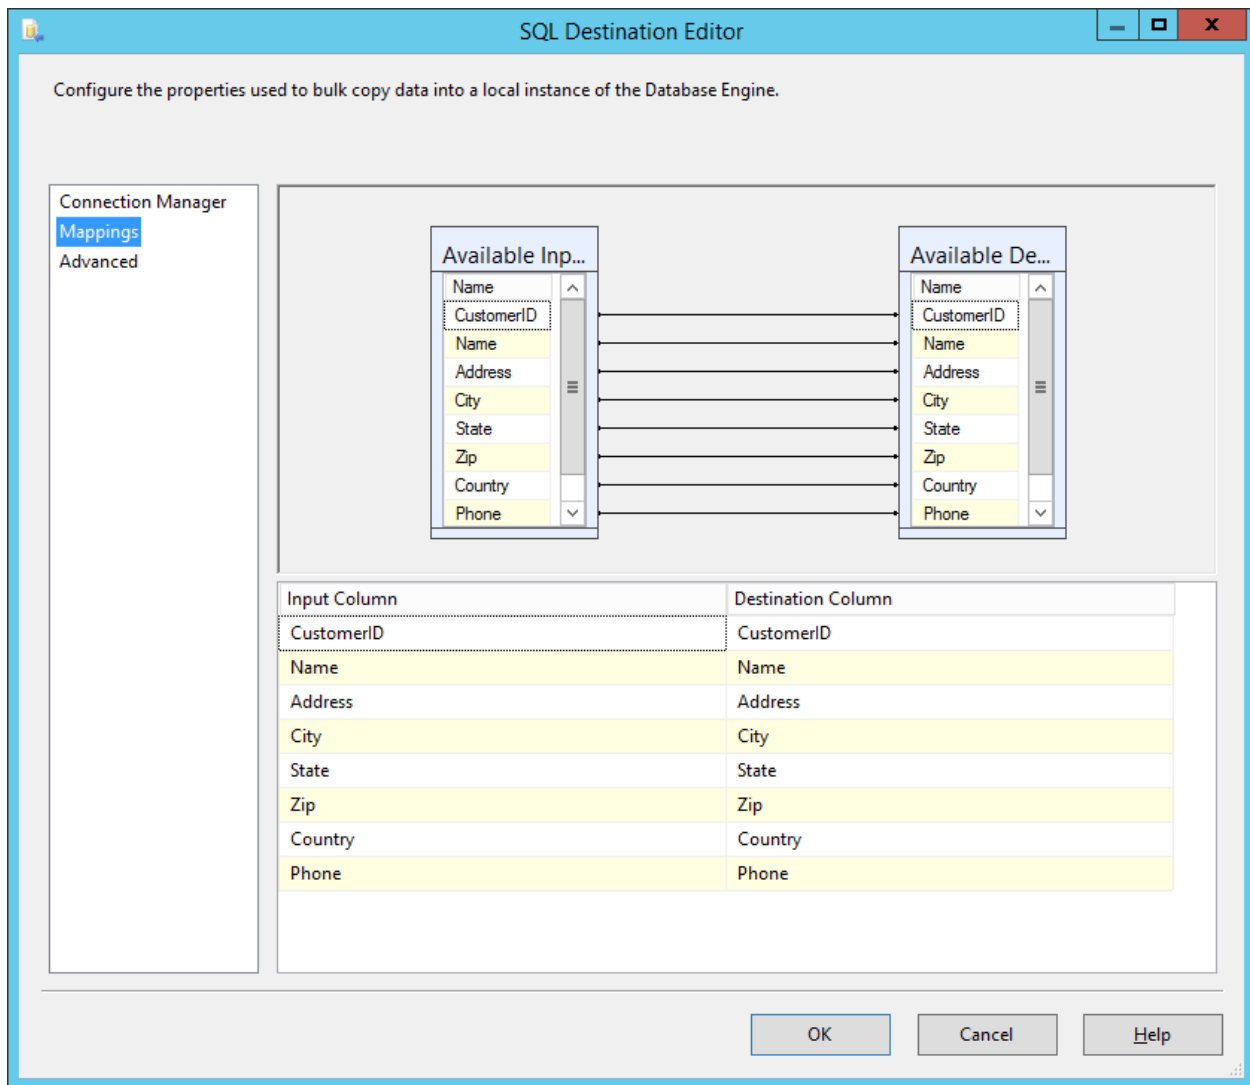 SQL Destination Editor
Configure the properties used to bulk copy data into a local instance of the Database Engine.
Connection Manager
Mappings
Advanced
Available Inp...
Name
CustomerID
Name
Address
City
State
Zip
Country
Phone
Available De...
Name
CustomerID
Name
Address
City
State
Zip
Country
Phone
Input Column Destination Column
CustomerID CustomerID
Name Name
Address Address
City City
State State
Zip Zip
Country Country
Phone Phone
OK Cancel Help